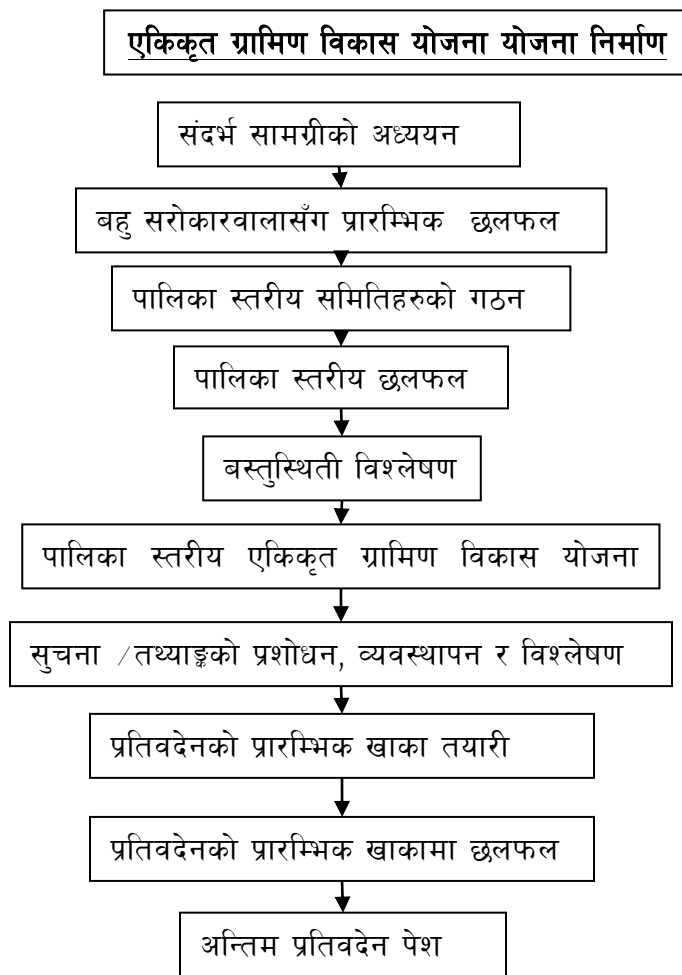 एकिकृत ग्रामिण विकास योजना योजना निर्माण
संदर्भ सामग्रीको अध्ययन
बहु सरोकारवालासँग प्रारम्भिक छलफल
पालिका स्तरीय समितिहरुको गठन
पालिका स्तरीय छलफल
बस्तुस्थिती विश्लेषण
पालिका स्तरीय एकिकृत ग्रामिण विकास योजना
सुचना /तथ्याङ्कको प्रशोधन, व्यवस्थापन र विश्लेषण
प्रतिवदेनको प्रारम्भिक खाका तयारी
प्रतिवदेनको प्रारम्भिक खाकामा छलफल
अन्तिम प्रतिवदेन पेश